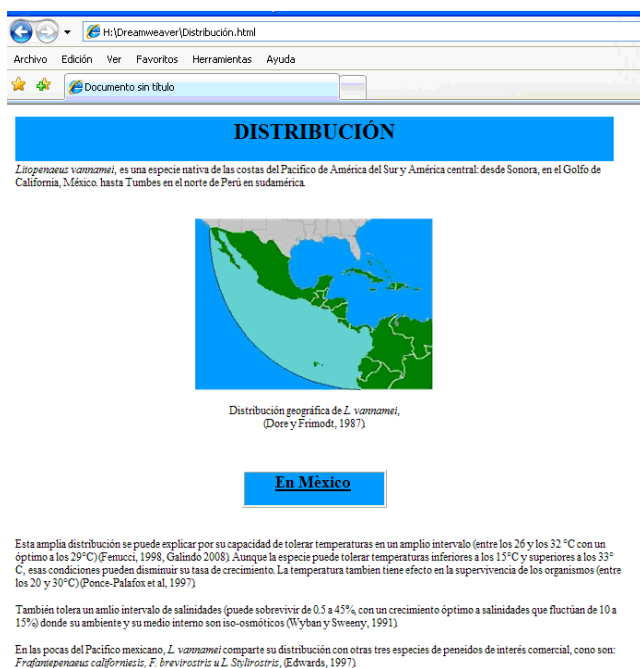 H:\Dreamweaver\Distribución.html
Archivo Edición Ver Favoritos Herramientas Ayuda
Documento sin título
DISTRIBUCIÓN
Litopenaeus vannamei, es una especie nativa de las costas del Pacifico de América del Sur y América central: desde Sonora, en el Golfo de
California, México. hasta Tumbes en el norte de Perú en sudamérica.
Distribución geográfica de L. vannamei,
(Dore y Frimodt, 1987).
En Mèxico
Esta amplia distribución se puede explicar por su capacidad de tolerar temperaturas en un amplio intervalo (entre los 26 y los 32 °C con un
óptimo a los 29°C) (Fenucci, 1998, Galindo 2008). Aunque la especie puede tolerar temperaturas inferiores a los 15°C y superiores a los 33°
C, esas condiciones pueden disminuir su tasa de crecimiento. La temperatura tambien tiene efecto en la supervivencia de los organismos (entre
los 20 y 30°C) (Ponce-Palafox et al, 1997).
También tolera un amlio intervalo de salinidades (puede sobrevivir de 0.5 a 45%, con un crecimiento óptimo a salinidades que fluctúan de 10 a
15%) donde su ambiente y su medio interno son iso-osmóticos (Wyban y Sweeny, 1991).
En las pocas del Pacífico mexicano, L. vannamei comparte su distribución con otras tres especies de peneidos de interés comercial, cono son:
Frafantepenaeus californiesis, F. brevirostris u L. Stylirostris, (Edwards, 1997).